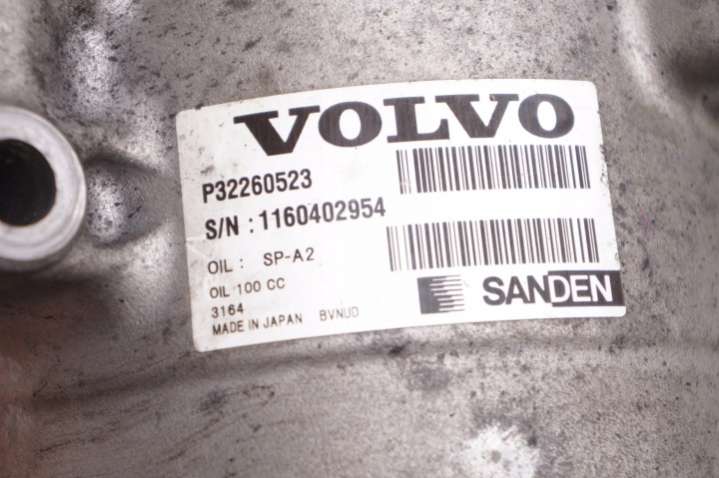 VOLVO
P32260523
S/N : 1160402954
OIL : SP-A2
OIL 100 CC
3164
MADE IN JAPAN BVNUD
SANDEN